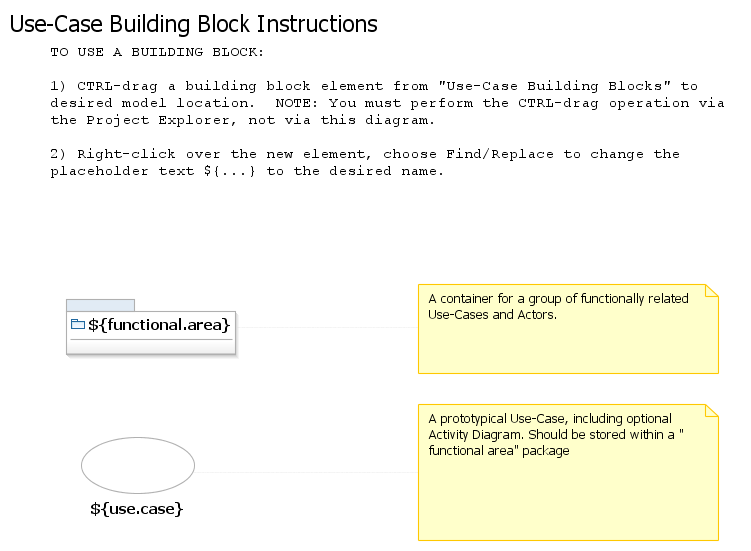 Use-Case Building Block Instructions
TO USE A BUILDING BLOCK:
1) CTRL-drag a building block element from "Use-Case Building Blocks" to
desired model location.  NOTE: You must perform the CTRL-drag operation via
the Project Explorer, not via this diagram.
2) Right-click over the new element, choose Find/Replace to change the
placeholder text ${...} to the desired name.
A container for a group of functionally related
Use-Cases and Actors.
${functional.area}
A prototypical Use-Case, including optional
Activity Diagram. Should be stored within a "
functional area" package
${use.case}